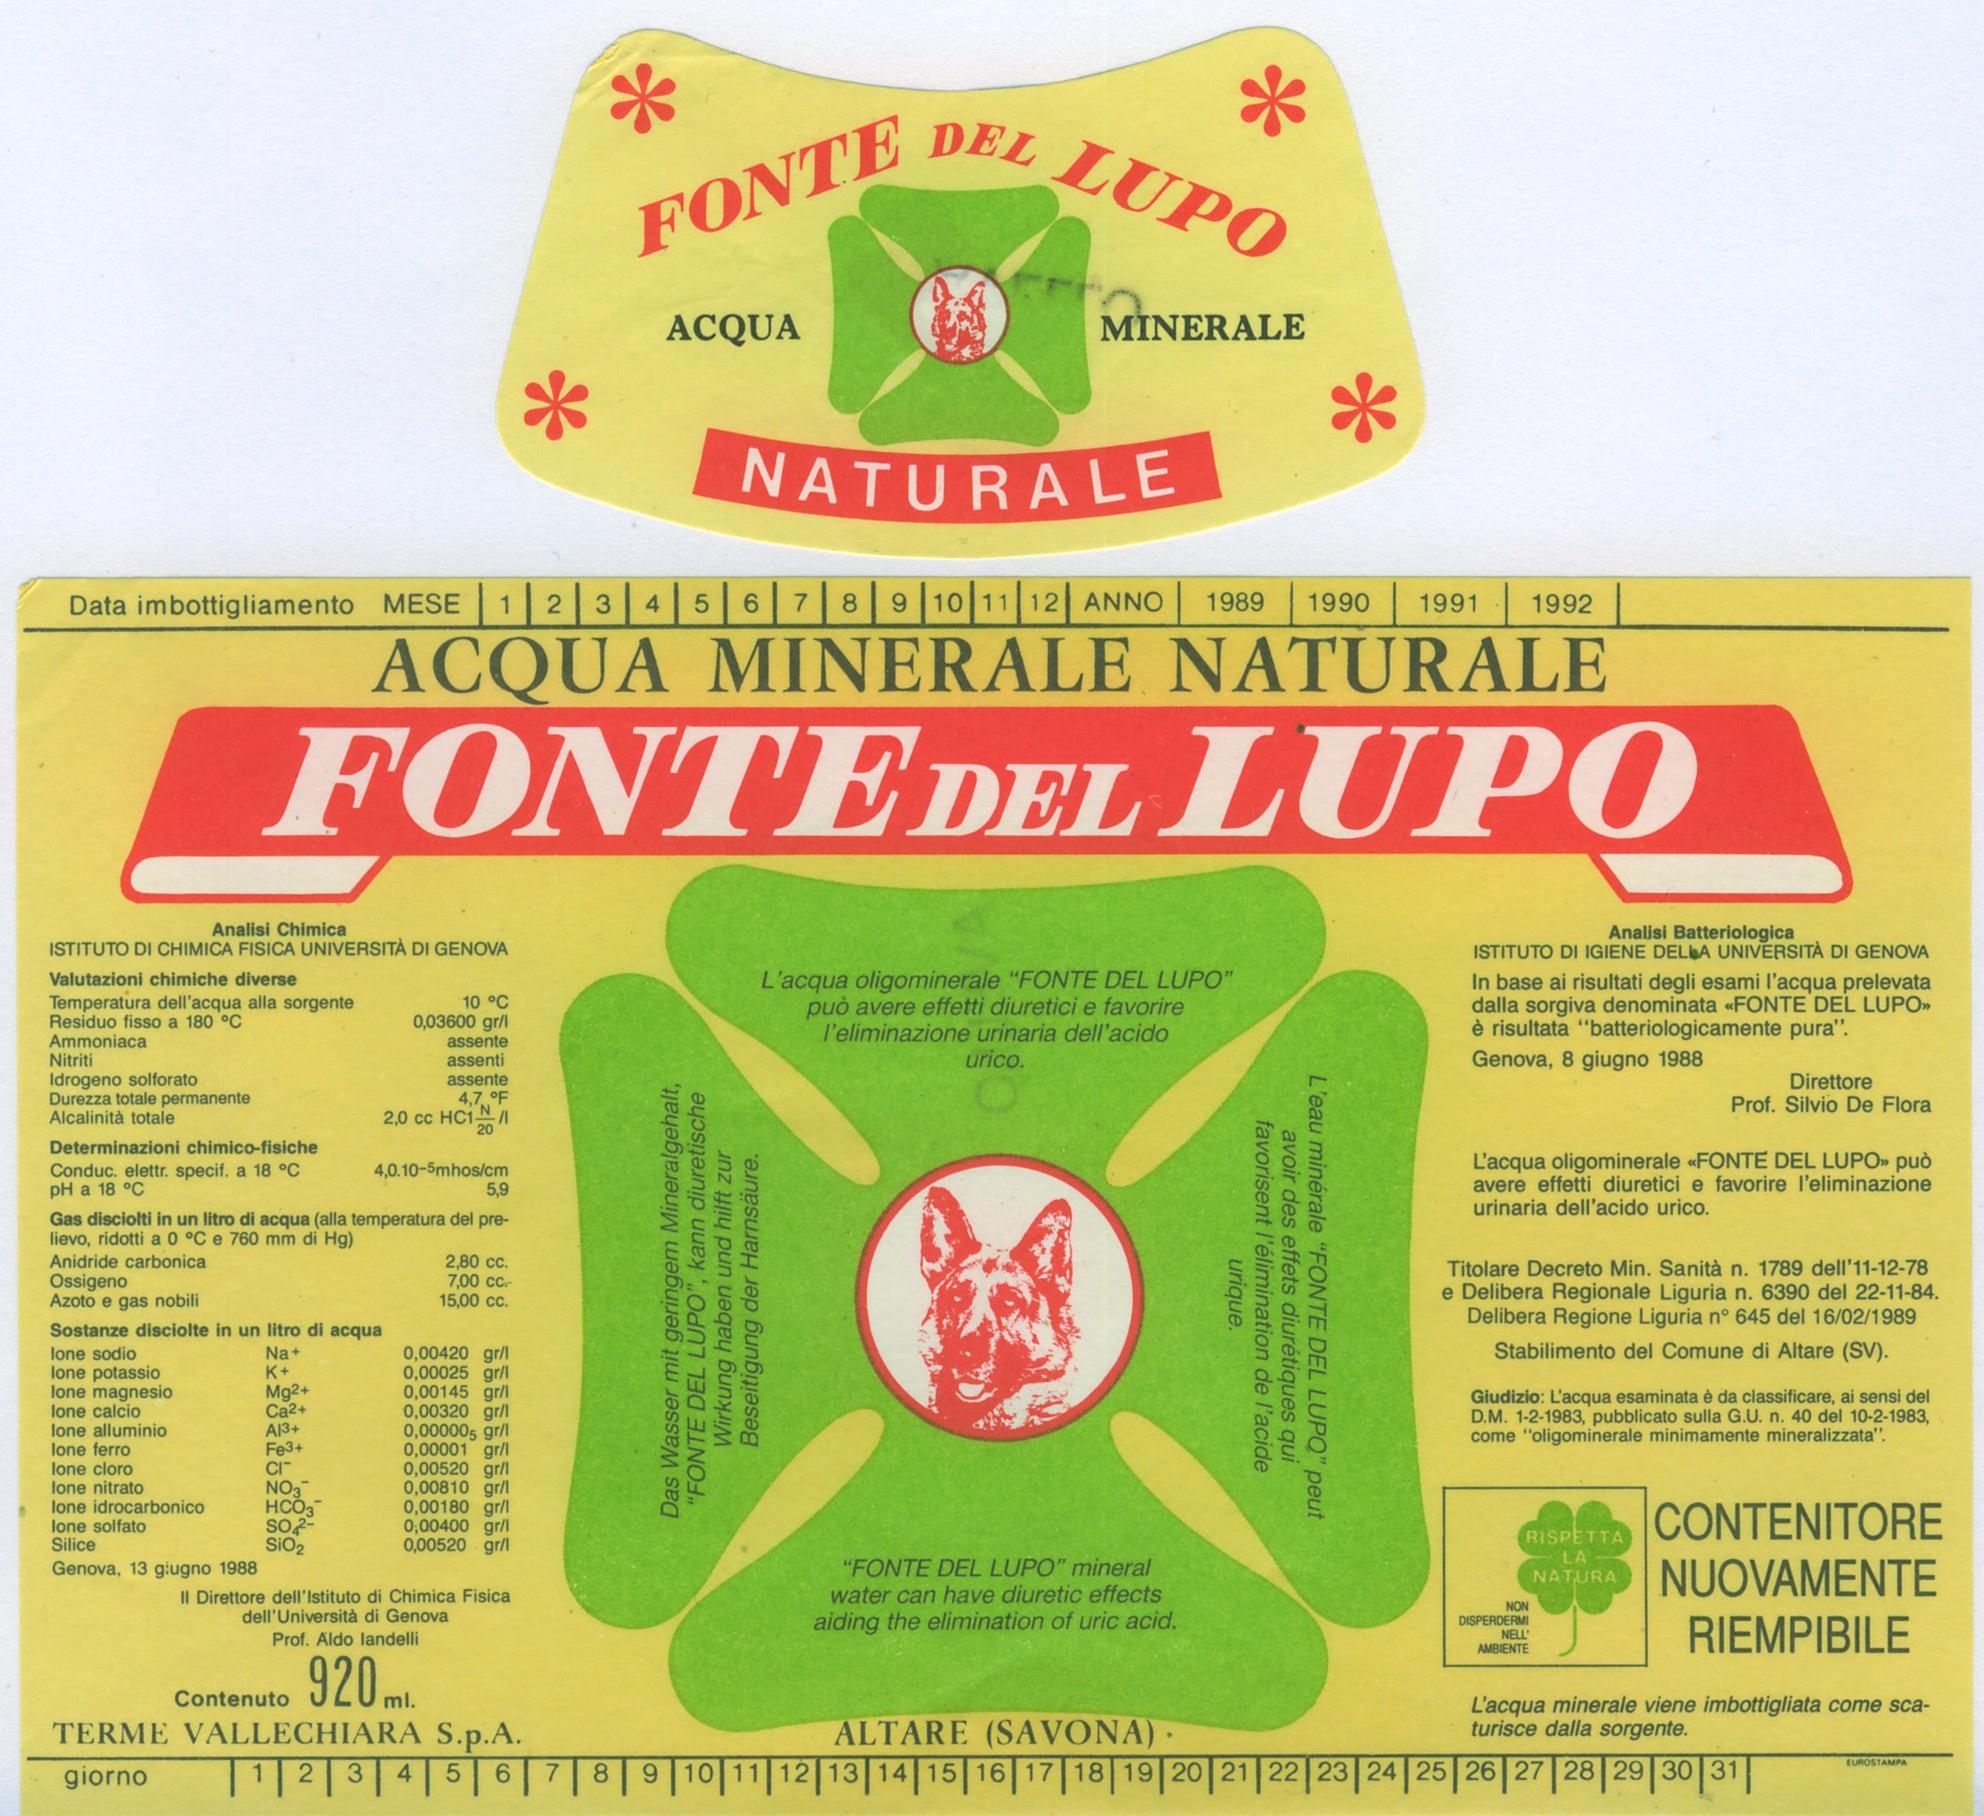 FONTE DEL LUPO
ACQUA MINERALE
NATURALE
Data imbottigliamento MESE 1 2 3 4 5 6 7 8 9 10 11 12 ANNO 1989 1990 1991 1992
ACQUA MINERALE NATURALE
FONTE DEL LUPO
Analisi Chimica
ISTITUTO DI CHIMICA FISICA UNIVERSITÀ DI GENOVA
Valutazioni chimiche diverse
Temperatura dell'acqua alla sorgente 10 °C
Residuo fisso a 180 °C 0,03600 gr/l
Ammoniaca assente
Nitriti assenti
Idrogeno solforato assente
Durezza totale permanente 4,7 °F
Alcalinità totale 2,0 cc HC1 N/20 /l
Determinazioni chimico-fisiche
Conduc. elettr. specif. a 18 °C 4,0.10-5mhos/cm
pH a 18 °C 5,9
Gas disciolti in un litro di acqua (alla temperatura del pre-
lievo, ridotti a 0 °C e 760 mm di Hg)
Anidride carbonica 2,80 cc.
Ossigeno 7,00 cc.
Azoto e gas nobili 15,00 cc.
Sostanze disciolte in un litro di acqua
Ione sodio Na+ 0,00420 gr/l
Ione potassio K+ 0,00025 gr/l
Ione magnesio Mg2+ 0,00145 gr/l
Ione calcio Ca2+ 0,00320 gr/l
Ione alluminio Al3+ 0,000005 gr/l
Ione ferro Fe3+ 0,00001 gr/l
Ione cloro Cl- 0,00520 gr/l
Ione nitrato NO3- 0,00810 gr/l
Ione idrocarbonico HCO3- 0,00180 gr/l
Ione solfato SO42- 0,00400 gr/l
Silice SiO2 0,00520 gr/l
Genova, 13 giugno 1988
Il Direttore dell'Istituto di Chimica Fisica
dell'Università di Genova
Prof. Aldo Iandelli
Contenuto 920 ml.
TERME VALLECHIARA S.p.A.
L'acqua oligominerale "FONTE DEL LUPO"
può avere effetti diuretici e favorire
l'eliminazione urinaria dell'acido
urico.
Das Wasser mit geringem Mineralgehalt,
"FONTE DEL LUPO", kann diuretische
Wirkung haben und hilft zur
Beseitigung der Harnsäure.
L'eau minérale "FONTE DEL LUPO" peut
avoir des effets diurétiques qui
favorisent l'élimination de l'acide
urique.
"FONTE DEL LUPO" mineral
water can have diuretic effects
aiding the elimination of uric acid.
ALTARE (SAVONA)
Analisi Batteriologica
ISTITUTO DI IGIENE DELLA UNIVERSITÀ DI GENOVA
In base ai risultati degli esami l'acqua prelevata
dalla sorgiva denominata «FONTE DEL LUPO»
è risultata "batteriologicamente pura".
Genova, 8 giugno 1988
Direttore
Prof. Silvio De Flora
L'acqua oligominerale «FONTE DEL LUPO» può
avere effetti diuretici e favorire l'eliminazione
urinaria dell'acido urico.
Titolare Decreto Min. Sanità n. 1789 dell'11-12-78
e Delibera Regionale Liguria n. 6390 del 22-11-84.
Delibera Regione Liguria n° 645 del 16/02/1989
Stabilimento del Comune di Altare (SV).
Giudizio: L'acqua esaminata è da classificare, ai sensi del
D.M. 1-2-1983, pubblicato sulla G.U. n. 40 del 10-2-1983,
come "oligominerale minimamente mineralizzata".
RISPETTA
LA
NATURA
NON
DISPERDERMI
NELL'
AMBIENTE
CONTENITORE
NUOVAMENTE
RIEMPIBILE
L'acqua minerale viene imbottigliata come sca-
turisce dalla sorgente.
EUROSTAMPA
giorno 1 2 3 4 5 6 7 8 9 10 11 12 13 14 15 16 17 18 19 20 21 22 23 24 25 26 27 28 29 30 31